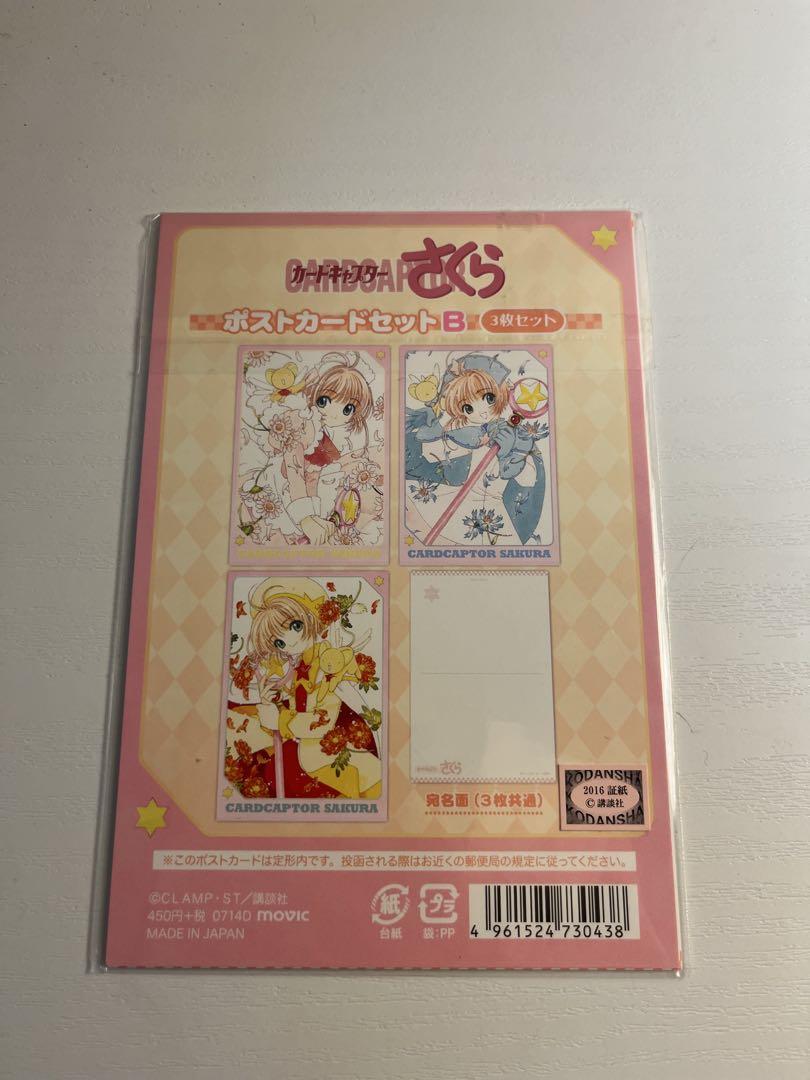 CARDCAPTOR
カードキャプター さくら
ポストカードセット B 3枚セット
CARDCAPTOR SAKURA
CARDCAPTOR SAKURA
CARDCAPTOR SAKURA
さくら
宛名面（3枚共通）
KODANSHA
2016 証紙
©講談社
KODANSHA
※このポストカードは定形内です。投函される際はお近くの郵便局の規定に従ってください。
©CLAMP・ST／講談社
450円+税 0714D movic
MADE IN JAPAN
紙
台紙
プラ
袋:PP
4 961524 730438